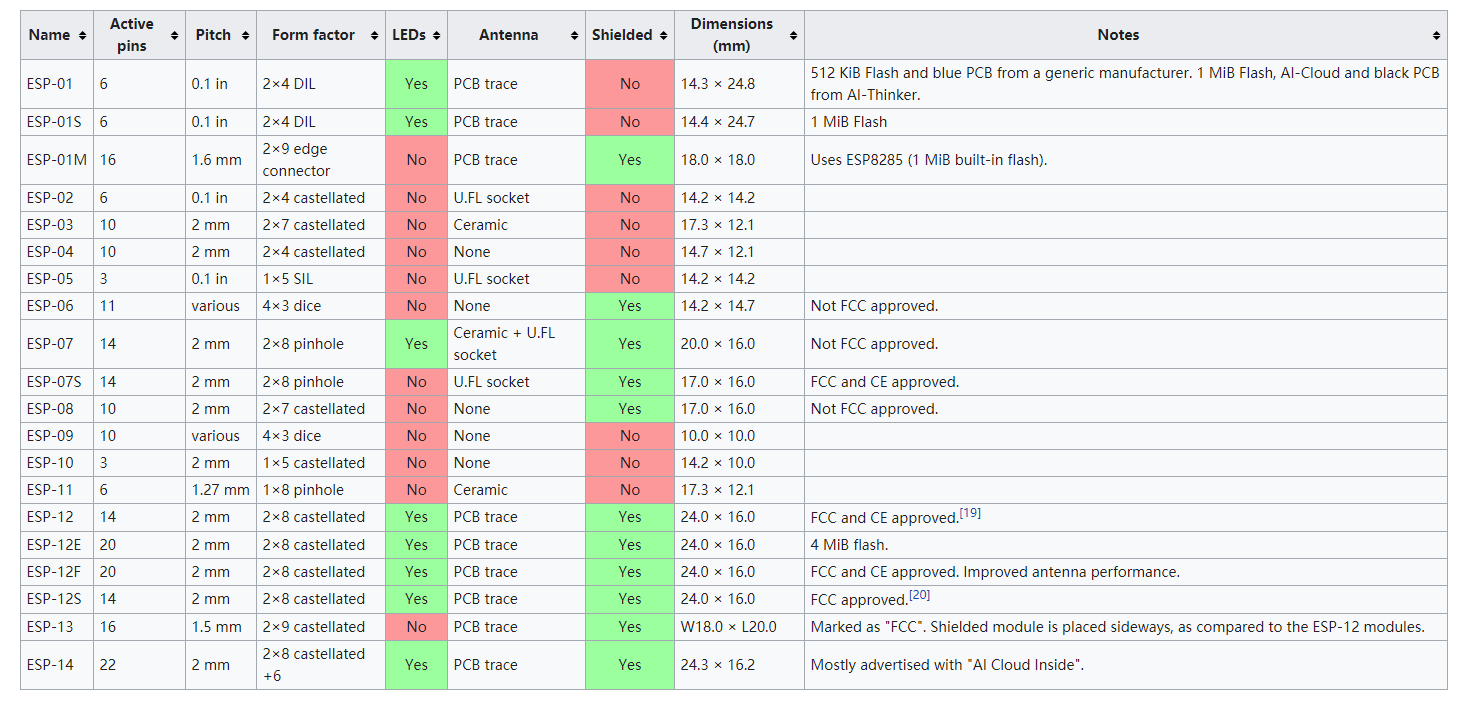 Name Active pins Pitch Form factor LEDs Antenna Shielded Dimensions (mm) Notes
ESP-01 6 0.1 in 2×4 DIL Yes PCB trace No 14.3 × 24.8 512 KiB Flash and blue PCB from a generic manufacturer. 1 MiB Flash, AI-Cloud and black PCB from AI-Thinker.
ESP-01S 6 0.1 in 2×4 DIL Yes PCB trace No 14.4 × 24.7 1 MiB Flash
ESP-01M 16 1.6 mm 2×9 edge connector No PCB trace Yes 18.0 × 18.0 Uses ESP8285 (1 MiB built-in flash).
ESP-02 6 0.1 in 2×4 castellated No U.FL socket No 14.2 × 14.2
ESP-03 10 2 mm 2×7 castellated No Ceramic No 17.3 × 12.1
ESP-04 10 2 mm 2×4 castellated No None No 14.7 × 12.1
ESP-05 3 0.1 in 1×5 SIL No U.FL socket No 14.2 × 14.2
ESP-06 11 various 4×3 dice No None Yes 14.2 × 14.7 Not FCC approved.
ESP-07 14 2 mm 2×8 pinhole Yes Ceramic + U.FL socket Yes 20.0 × 16.0 Not FCC approved.
ESP-07S 14 2 mm 2×8 pinhole No U.FL socket Yes 17.0 × 16.0 FCC and CE approved.
ESP-08 10 2 mm 2×7 castellated No None Yes 17.0 × 16.0 Not FCC approved.
ESP-09 10 various 4×3 dice No None No 10.0 × 10.0
ESP-10 3 2 mm 1×5 castellated No None No 14.2 × 10.0
ESP-11 6 1.27 mm 1×8 pinhole No Ceramic No 17.3 × 12.1
ESP-12 14 2 mm 2×8 castellated Yes PCB trace Yes 24.0 × 16.0 FCC and CE approved.[19]
ESP-12E 20 2 mm 2×8 castellated Yes PCB trace Yes 24.0 × 16.0 4 MiB flash.
ESP-12F 20 2 mm 2×8 castellated Yes PCB trace Yes 24.0 × 16.0 FCC and CE approved. Improved antenna performance.
ESP-12S 14 2 mm 2×8 castellated Yes PCB trace Yes 24.0 × 16.0 FCC approved.[20]
ESP-13 16 1.5 mm 2×9 castellated No PCB trace Yes W18.0 × L20.0 Marked as "FCC". Shielded module is placed sideways, as compared to the ESP-12 modules.
ESP-14 22 2 mm 2×8 castellated +6 Yes PCB trace Yes 24.3 × 16.2 Mostly advertised with "AI Cloud Inside".